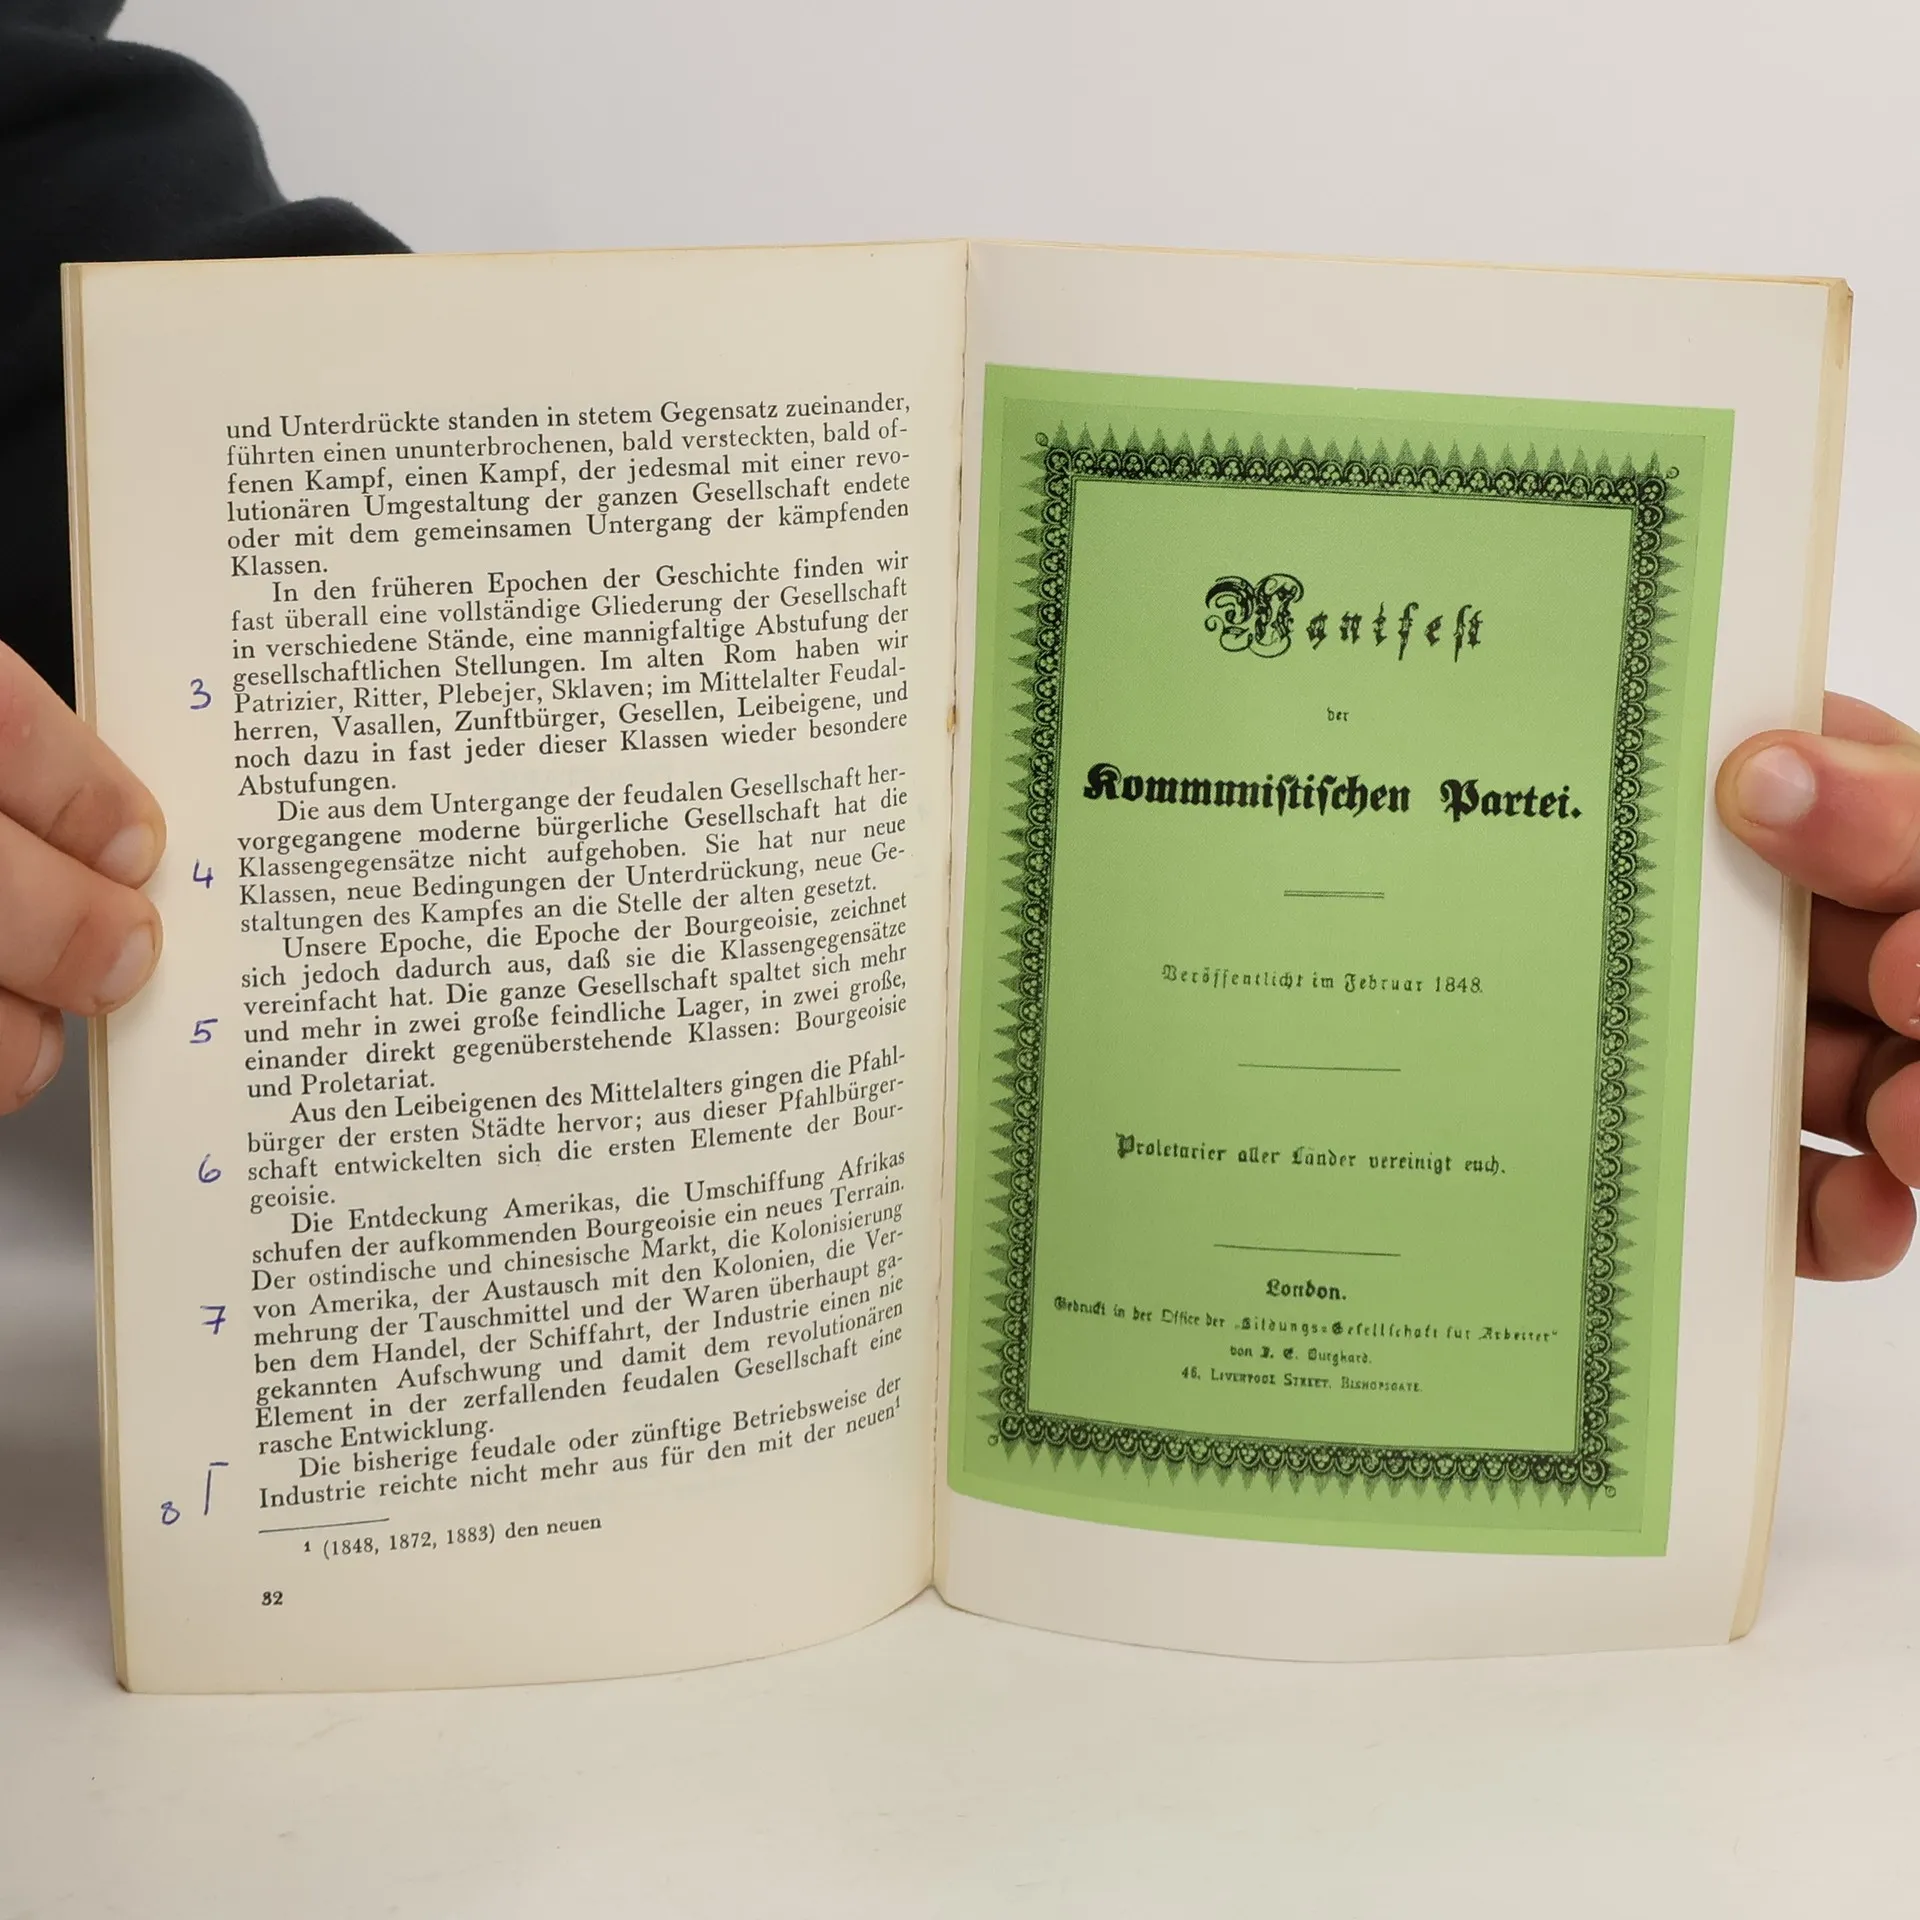 und Unterdrückte standen in stetem Gegensatz zueinander,
führten einen ununterbrochenen, bald versteckten, bald of-
fenen Kampf, einen Kampf, der jedesmal mit einer revo-
lutionären Umgestaltung der ganzen Gesellschaft endete
oder mit dem gemeinsamen Untergang der kämpfenden
Klassen.
In den früheren Epochen der Geschichte finden wir
fast überall eine vollständige Gliederung der Gesellschaft
in verschiedene Stände, eine mannigfaltige Abstufung der
gesellschaftlichen Stellungen. Im alten Rom haben wir
3 Patrizier, Ritter, Plebejer, Sklaven; im Mittelalter Feudal-
herren, Vasallen, Zunftbürger, Gesellen, Leibeigene, und
noch dazu in fast jeder dieser Klassen wieder besondere
Abstufungen.
Die aus dem Untergange der feudalen Gesellschaft her-
vorgegangene moderne bürgerliche Gesellschaft hat die
4 Klassengegensätze nicht aufgehoben. Sie hat nur neue
Klassen, neue Bedingungen der Unterdrückung, neue Ge-
staltungen des Kampfes an die Stelle der alten gesetzt.
Unsere Epoche, die Epoche der Bourgeoisie, zeichnet
sich jedoch dadurch aus, daß sie die Klassengegensätze
vereinfacht hat. Die ganze Gesellschaft spaltet sich mehr
5 und mehr in zwei große feindliche Lager, in zwei große,
einander direkt gegenüberstehende Klassen: Bourgeoisie
und Proletariat.
Aus den Leibeigenen des Mittelalters gingen die Pfahl-
bürger der ersten Städte hervor; aus dieser Pfahlbürger-
6 schaft entwickelten sich die ersten Elemente der Bour-
geoisie.
Die Entdeckung Amerikas, die Umschiffung Afrikas
schufen der aufkommenden Bourgeoisie ein neues Terrain.
Der ostindische und chinesische Markt, die Kolonisierung
7 von Amerika, der Austausch mit den Kolonien, die Ver-
mehrung der Tauschmittel und der Waren überhaupt ga-
ben dem Handel, der Schiffahrt, der Industrie einen nie
gekannten Aufschwung und damit dem revolutionären
Element in der zerfallenden feudalen Gesellschaft eine
rasche Entwicklung.
Die bisherige feudale oder zünftige Betriebsweise der
8 Industrie reichte nicht mehr aus für den mit der neuen¹
¹ (1848, 1872, 1883) den neuen
32
Manifest
der
Kommunistischen Partei.
Veröffentlicht im Februar 1848.
Proletarier aller Länder vereinigt euch.
London.
Gedruckt in der Office der „Bildungs=Gesellschaft für Arbeiter"
von J. E. Burghard.
46, LIVERPOOL STREET, BISHOPSGATE.